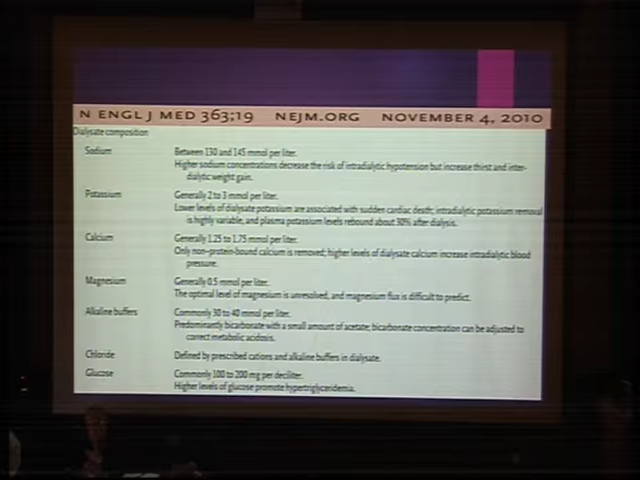 N ENGL J MED 363;19 NEJM.ORG NOVEMBER 4, 2010
Dialysate composition
Sodium Between 130 and 145 mmol per liter.
Higher sodium concentrations decrease the risk of intradialytic hypotension but increase thirst and inter-
dialytic weight gain.
Potassium Generally 2 to 3 mmol per liter.
Lower levels of dialysate potassium are associated with sudden cardiac death; intradialytic potassium removal
is highly variable, and plasma potassium levels rebound about 30% after dialysis.
Calcium Generally 1.25 to 1.75 mmol per liter.
Only non–protein-bound calcium is removed; higher levels of dialysate calcium increase intradialytic blood
pressure.
Magnesium Generally 0.5 mmol per liter.
The optimal level of magnesium is unresolved, and magnesium flux is difficult to predict.
Alkaline buffers Commonly 30 to 40 mmol per liter.
Predominantly bicarbonate with a small amount of acetate; bicarbonate concentration can be adjusted to
correct metabolic acidosis.
Chloride Defined by prescribed cations and alkaline buffers in dialysate.
Glucose Commonly 100 to 200 mg per deciliter.
Higher levels of glucose promote hypertriglyceridemia.